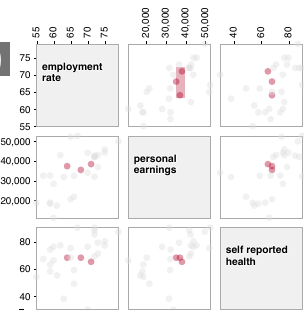 55 65 70 75 20,000 30,000 40,000 50,000 40 60 80
employment
rate
75
70
65
60
55
personal
earnings
50,000
40,000
30,000
20,000
self reported
health
80
60
40